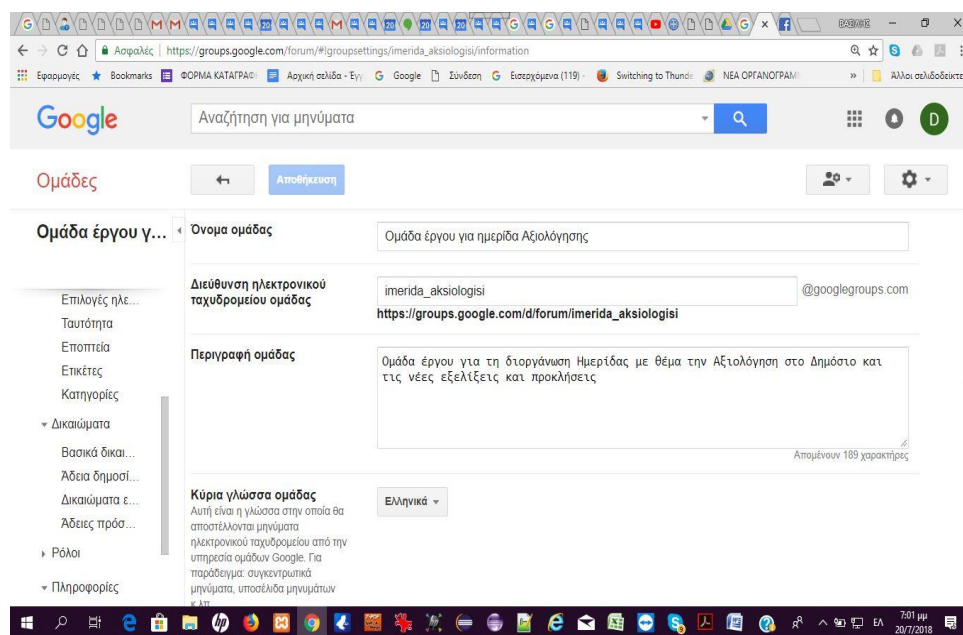 Ασφαλές | https://groups.google.com/forum/#!groupsettings/imerida_aksiologisi/information
Εφαρμογές Bookmarks ΦΟΡΜΑ ΚΑΤΑΓΡΑΦ Αρχική σελίδα - Εγγ Google Σύνδεση Εισερχόμενα (119) - Switching to Thunde ΝΕΑ ΟΡΓΑΝΟΓΡΑΜ » Άλλοι σελιδοδείκτε
Google Αναζήτηση για μηνύματα D
Ομάδες Αποθήκευση
Ομάδα έργου γ...
Όνομα ομάδας
Ομάδα έργου για ημερίδα Αξιολόγησης
Διεύθυνση ηλεκτρονικού
ταχυδρομείου ομάδας
imerida_aksiologisi @googlegroups.com
https://groups.google.com/d/forum/imerida_aksiologisi
Περιγραφή ομάδας
Ομάδα έργου για τη διοργάνωση Ημερίδας με θέμα την Αξιολόγηση στο Δημόσιο και
τις νέες εξελίξεις και προκλήσεις
Απομένουν 189 χαρακτήρες
Κύρια γλώσσα ομάδας
Αυτή είναι η γλώσσα στην οποία θα
αποστέλλονται μηνύματα
ηλεκτρονικού ταχυδρομείου από την
υπηρεσία ομάδων Google. Για
παράδειγμα: συγκεντρωτικά
μηνύματα, υποσέλιδα μηνυμάτων
κ.λπ.
Ελληνικά
Επιλογές ηλε...
Ταυτότητα
Εποπτεία
Ετικέτες
Κατηγορίες
Δικαιώματα
Βασικά δικαι...
Άδεια δημοσί...
Δικαιώματα ε...
Άδειες πρόσ...
Ρόλοι
Πληροφορίες
ΕΛ 7:01 μμ
20/7/2018